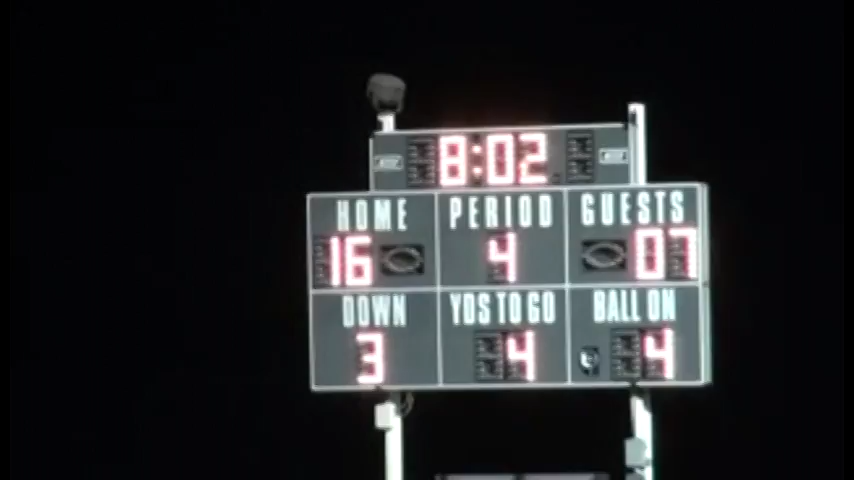 8:02
HOME PERIOD GUESTS
16 4 07
DOWN YDS TO GO BALL ON
3 4 4